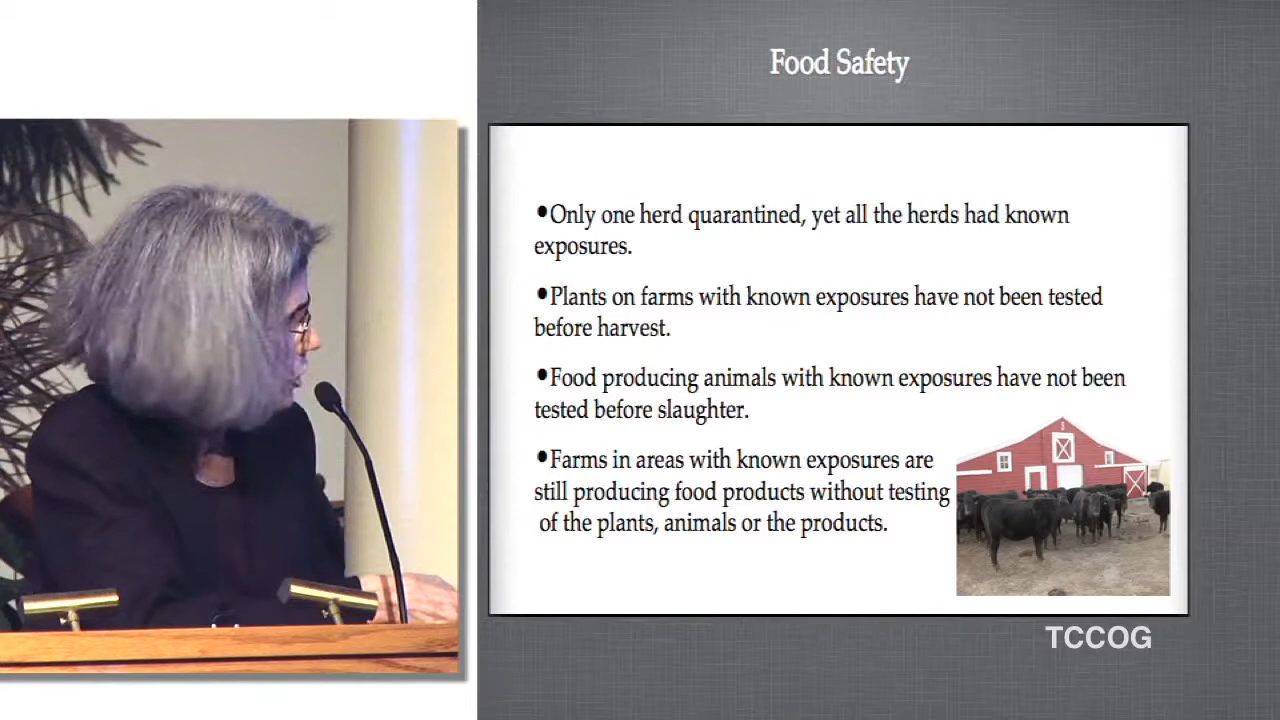 Food Safety
•Only one herd quarantined, yet all the herds had known
exposures.
•Plants on farms with known exposures have not been tested
before harvest.
•Food producing animals with known exposures have not been
tested before slaughter.
•Farms in areas with known exposures are
still producing food products without testing
of the plants, animals or the products.
TCCOG